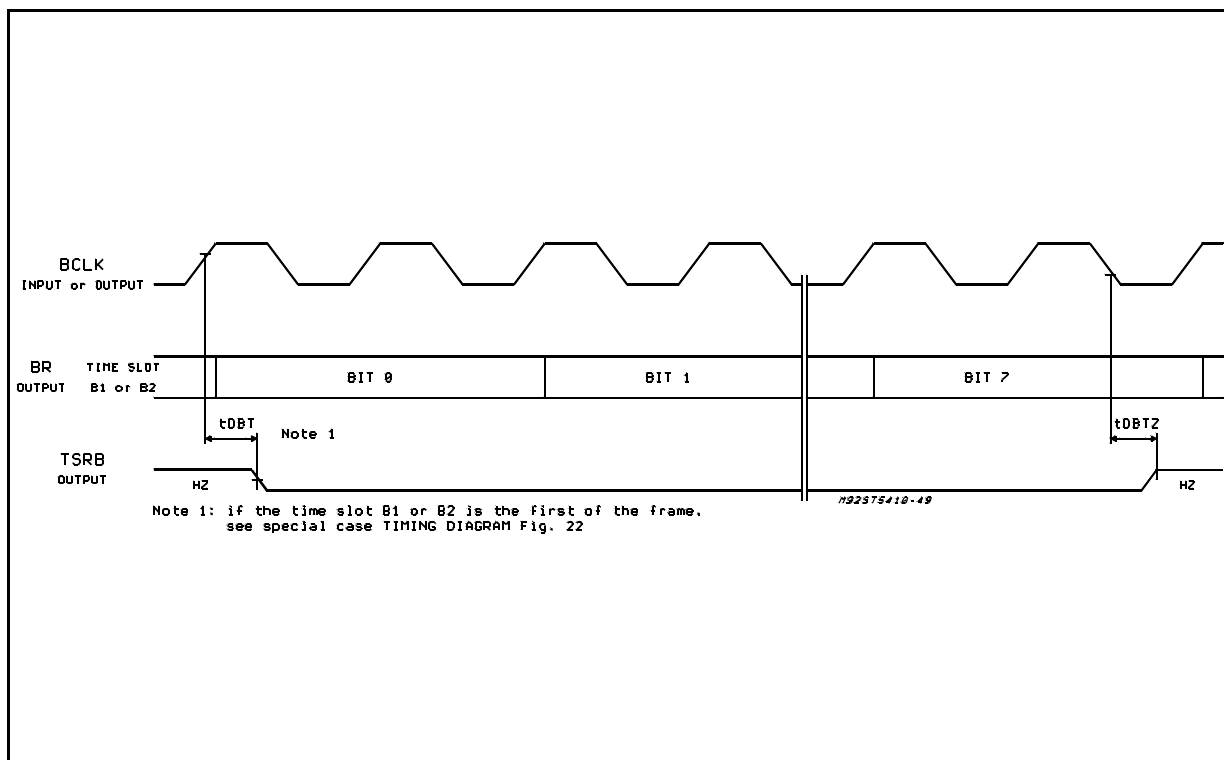 BCLK
INPUT or OUTPUT
BR TIME SLOT
OUTPUT B1 or B2
BIT 0
BIT 1
BIT 7
tDBT
Note 1
tDBTZ
TSRB
OUTPUT
HZ
HZ
M92ST5410-49
Note 1: if the time slot B1 or B2 is the first of the frame,
see special case TIMING DIAGRAM Fig. 22